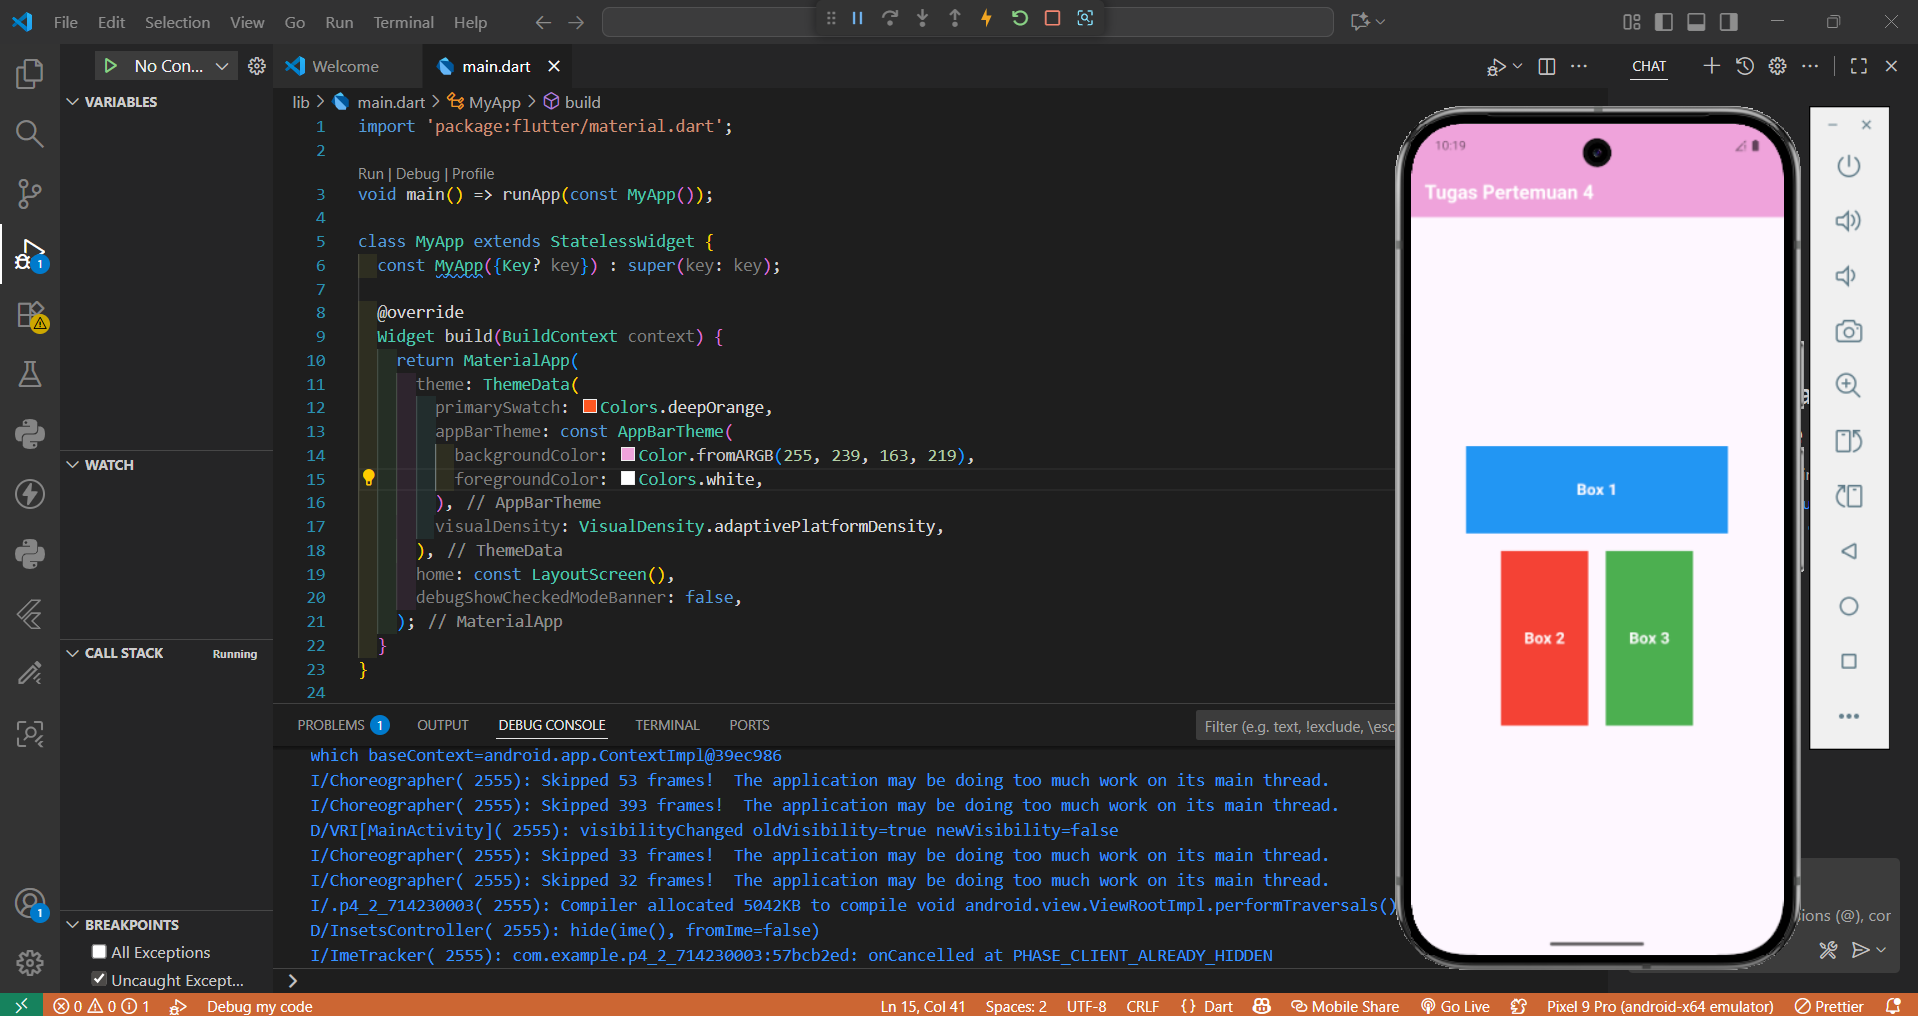 File Edit Selection View Go Run Terminal Help
No Con...
Welcome
main.dart
CHAT
VARIABLES
WATCH
CALL STACK
Running
BREAKPOINTS
All Exceptions
Uncaught Except...
lib > main.dart > MyApp > build
1 import 'package:flutter/material.dart';
2
Run | Debug | Profile
3 void main() => runApp(const MyApp());
4
5 class MyApp extends StatelessWidget {
6 const MyApp({Key? key}) : super(key: key);
7
8 @override
9 Widget build(BuildContext context) {
10 return MaterialApp(
11 theme: ThemeData(
12 primarySwatch: Colors.deepOrange,
13 appBarTheme: const AppBarTheme(
14 backgroundColor: Color.fromARGB(255, 239, 163, 219),
15 foregroundColor: Colors.white,
16 ), // AppBarTheme
17 visualDensity: VisualDensity.adaptivePlatformDensity,
18 ), // ThemeData
19 home: const LayoutScreen(),
20 debugShowCheckedModeBanner: false,
21 ); // MaterialApp
22 }
23 }
24
PROBLEMS 1 OUTPUT DEBUG CONSOLE TERMINAL PORTS
Filter (e.g. text, !exclude, \esc
which baseContext=android.app.ContextImpl@39ec986
I/Choreographer( 2555): Skipped 53 frames!  The application may be doing too much work on its main thread.
I/Choreographer( 2555): Skipped 393 frames!  The application may be doing too much work on its main thread.
D/VRI[MainActivity]( 2555): visibilityChanged oldVisibility=true newVisibility=false
I/Choreographer( 2555): Skipped 33 frames!  The application may be doing too much work on its main thread.
I/Choreographer( 2555): Skipped 32 frames!  The application may be doing too much work on its main thread.
I/.p4_2_714230003( 2555): Compiler allocated 5042KB to compile void android.view.ViewRootImpl.performTraversals()
D/InsetsController( 2555): hide(ime(), fromIme=false)
I/ImeTracker( 2555): com.example.p4_2_714230003:57bcb2ed: onCancelled at PHASE_CLIENT_ALREADY_HIDDEN
10:19
Tugas Pertemuan 4
Box 1
Box 2
Box 3
ions (@), cor
1
1
0 0 1
Debug my code
Ln 15, Col 41
Spaces: 2
UTF-8
CRLF
{} Dart
Mobile Share
Go Live
Pixel 9 Pro (android-x64 emulator)
Prettier